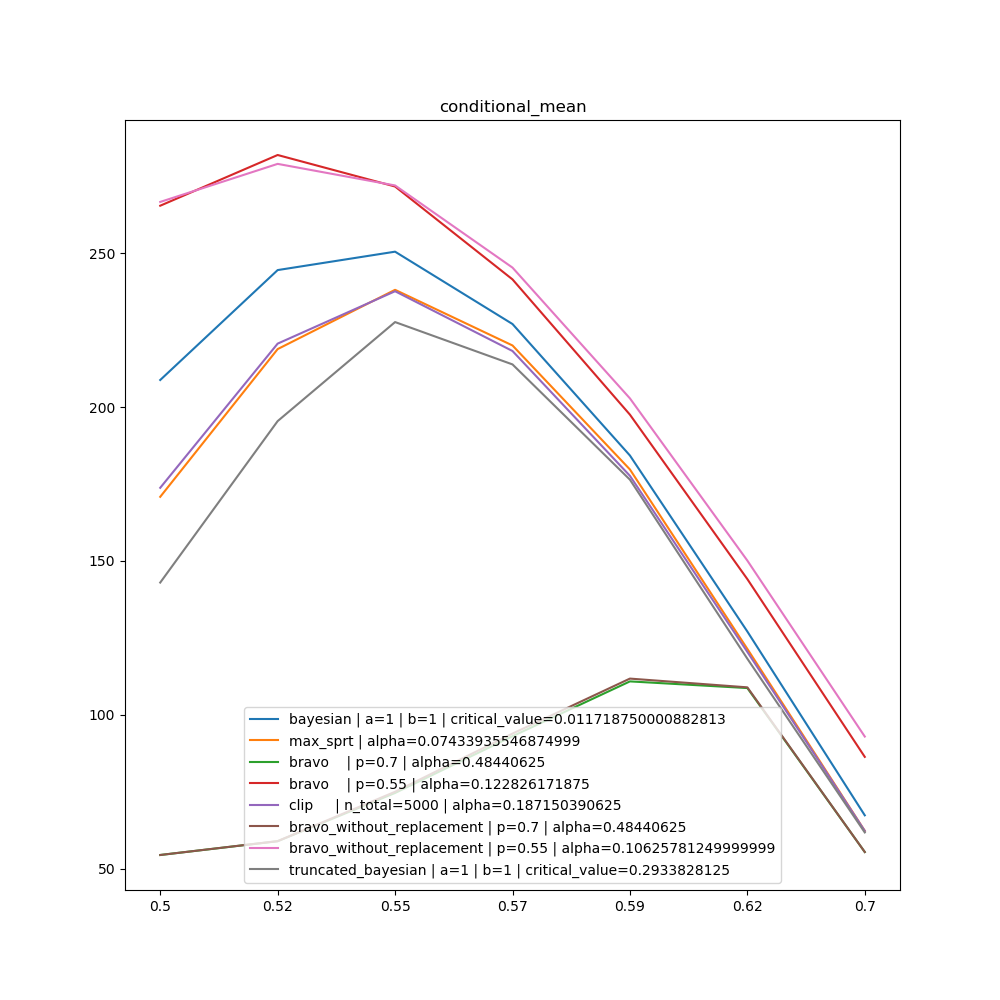 conditional_mean
250
200
150
100
50
bayesian | a=1 | b=1 | critical_value=0.011718750000882813
max_sprt | alpha=0.07433935546874999
bravo    | p=0.7 | alpha=0.48440625
bravo    | p=0.55 | alpha=0.122826171875
clip     | n_total=5000 | alpha=0.187150390625
bravo_without_replacement | p=0.7 | alpha=0.48440625
bravo_without_replacement | p=0.55 | alpha=0.10625781249999999
truncated_bayesian | a=1 | b=1 | critical_value=0.2933828125
0.5 0.52 0.55 0.57 0.59 0.62 0.7